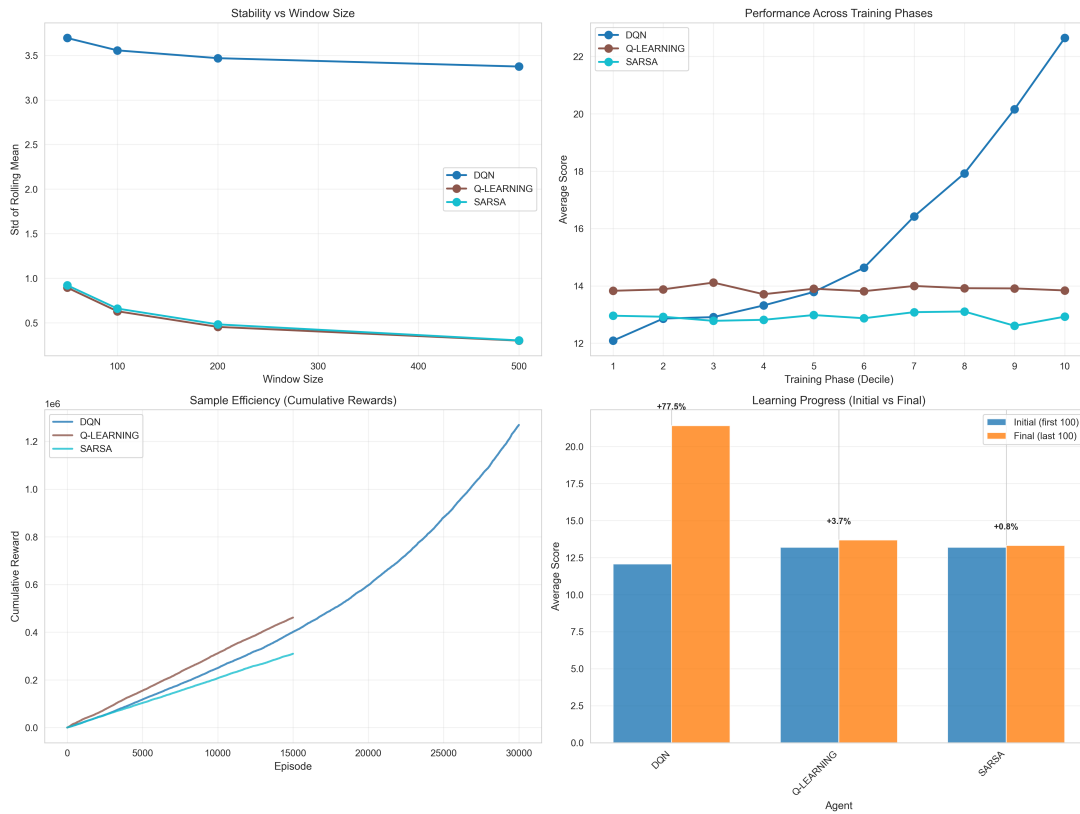 Stability vs Window Size
Std of Rolling Mean
3.5
3.0
2.5
2.0
1.5
1.0
0.5
DQN
Q-LEARNING
SARSA
100
200
300
400
500
Window Size
Performance Across Training Phases
Average Score
22
20
18
16
14
12
DQN
Q-LEARNING
SARSA
1
2
3
4
5
6
7
8
9
10
Training Phase (Decile)
Sample Efficiency (Cumulative Rewards)
1e6
Cumulative Reward
1.2
1.0
0.8
0.6
0.4
0.2
0.0
DQN
Q-LEARNING
SARSA
0
5000
10000
15000
20000
25000
30000
Episode
Learning Progress (Initial vs Final)
Average Score
20.0
17.5
15.0
12.5
10.0
7.5
5.0
2.5
0.0
+77.5%
+3.7%
+0.8%
Initial (first 100)
Final (last 100)
DQN
Q-LEARNING
SARSA
Agent